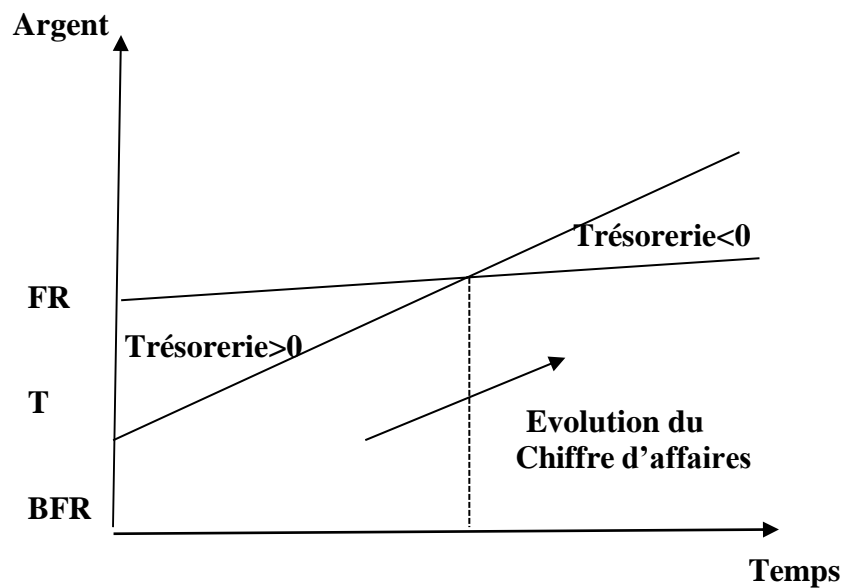 Argent
Trésorerie<0
FR
Trésorerie>0
T
Evolution du
Chiffre d’affaires
BFR
Temps